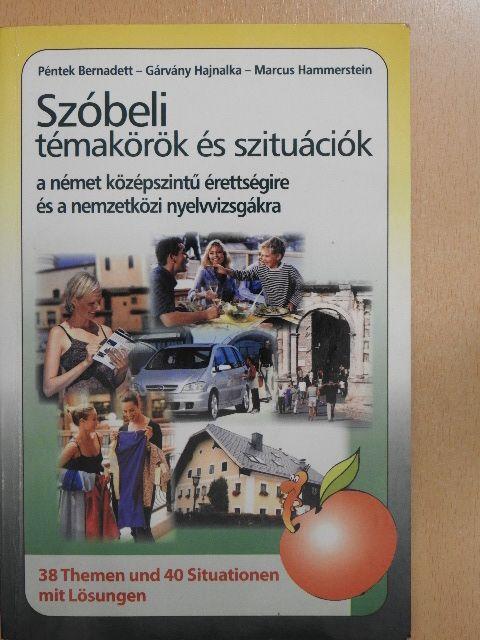 Péntek Bernadett – Gárvány Hajnalka – Marcus Hammerstein
Szóbeli
témakörök és szituációk
a német középszintű érettségire
és a nemzetközi nyelvvizsgákra
38 Themen und 40 Situationen
mit Lösungen